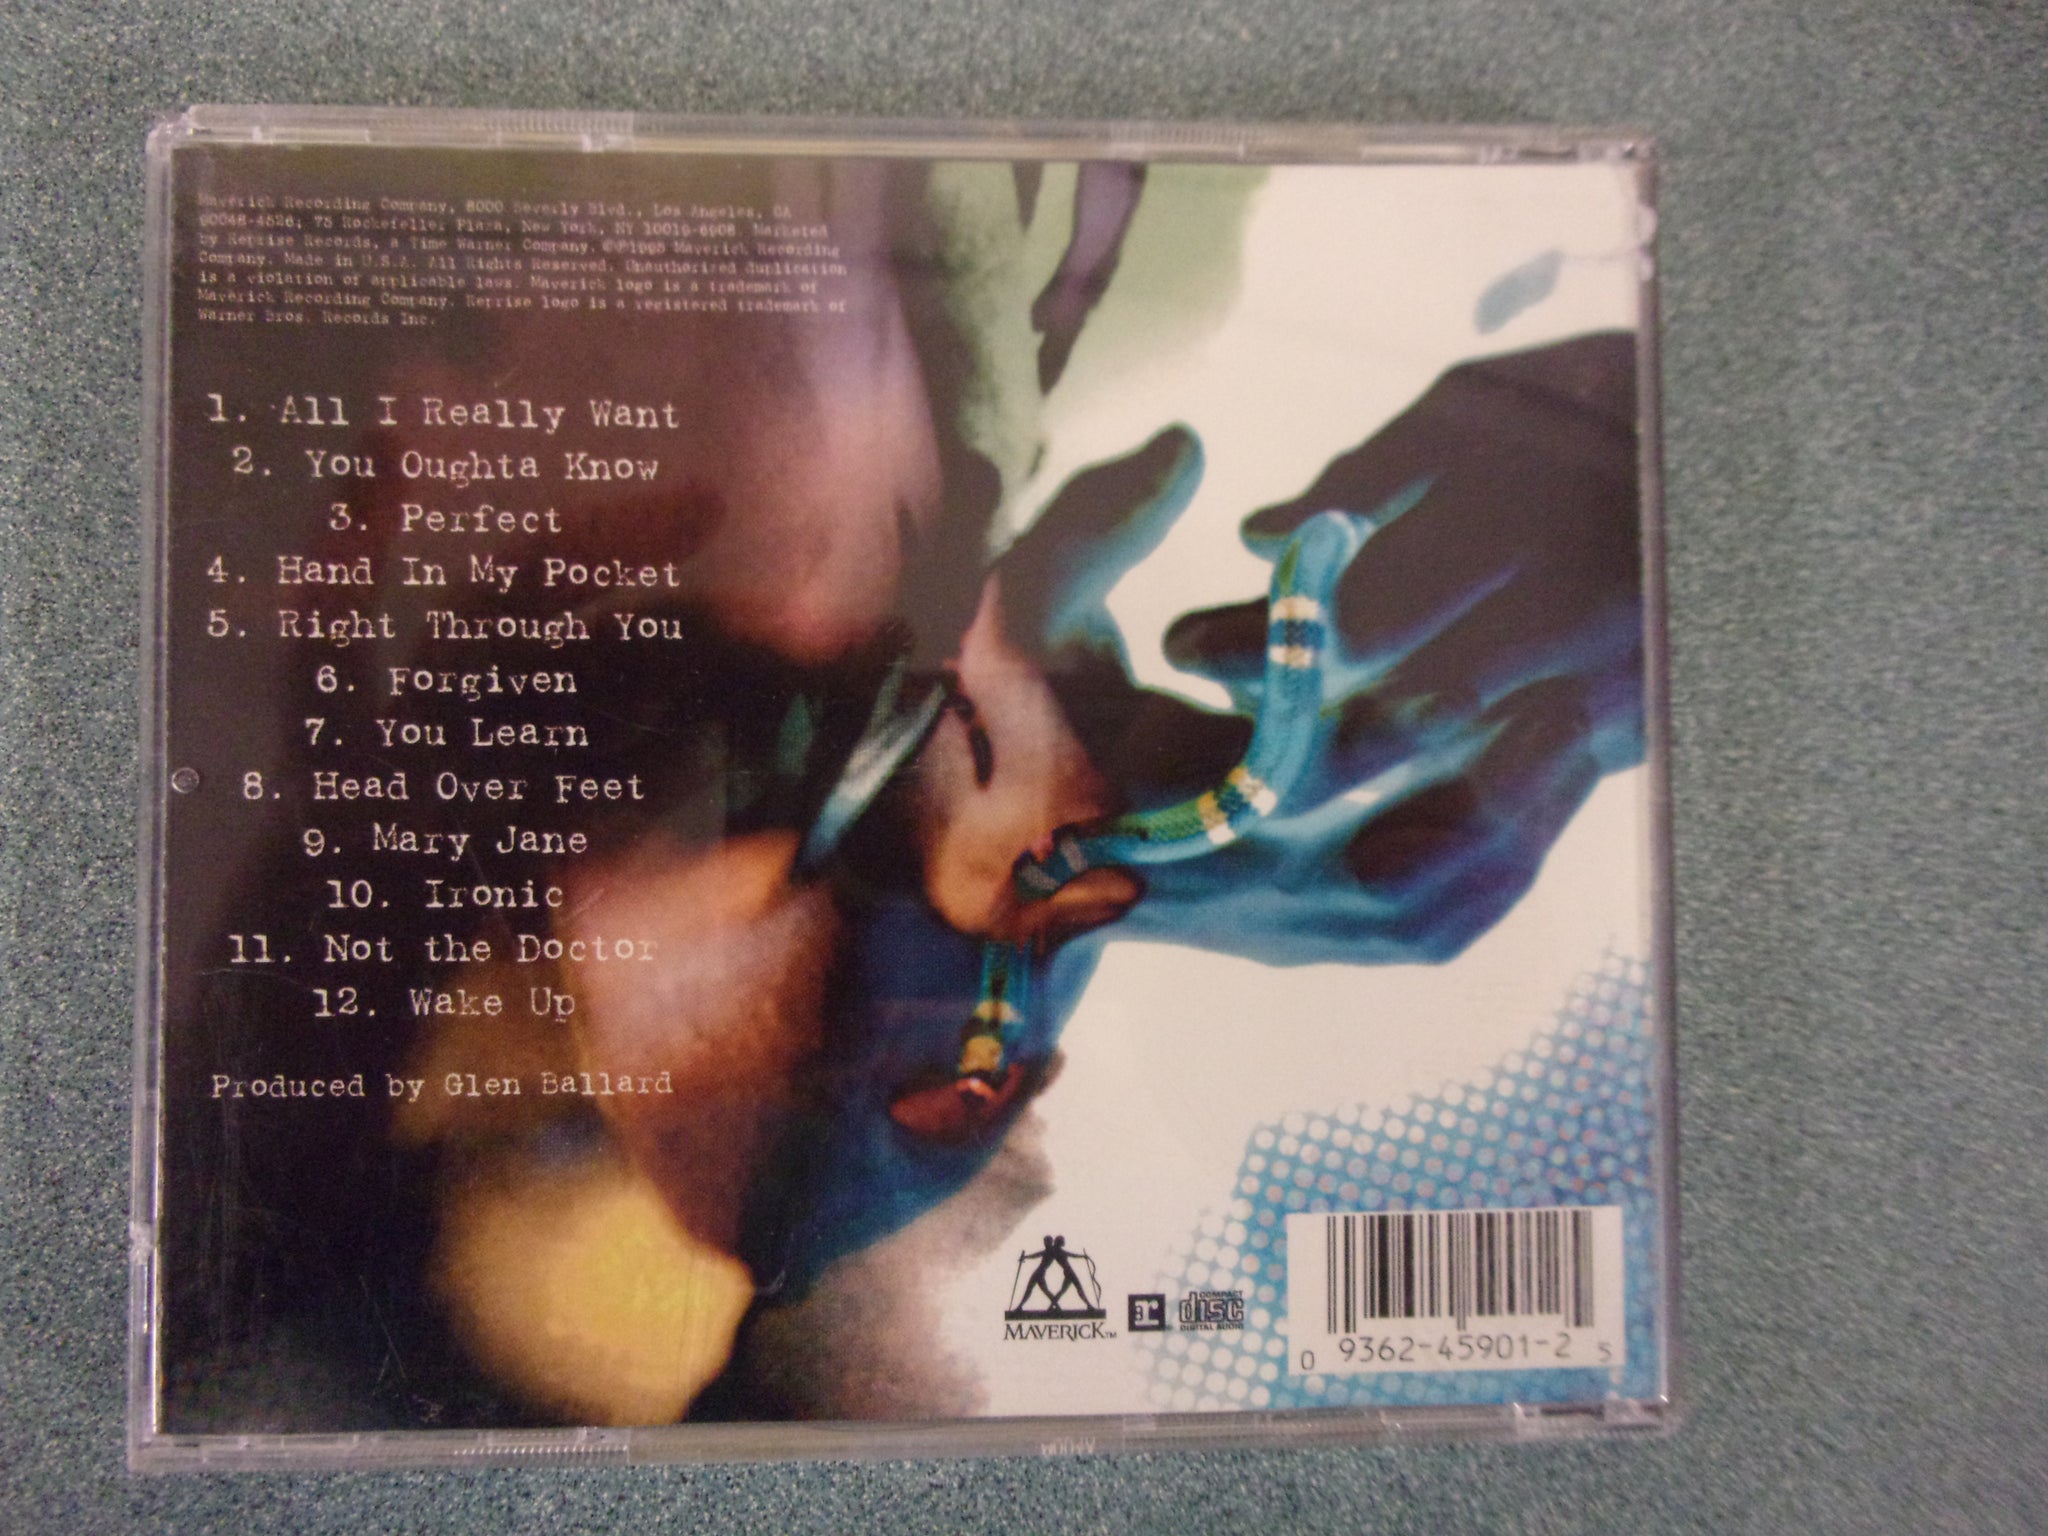 Maverick Recording Company, 8000 Beverly Blvd., Los Angeles, CA
90048-4526; 75 Rockefeller Plaza, New York, NY 10019-6908. Marketed
by Reprise Records, a Time Warner Company. ©℗1995 Maverick Recording
Company. Made in U.S.A. All Rights Reserved. Unauthorized duplication
is a violation of applicable laws. Maverick logo is a trademark of
Maverick Recording Company. Reprise logo is a registered trademark of
Warner Bros. Records Inc.
1. All I Really Want
2. You Oughta Know
3. Perfect
4. Hand In My Pocket
5. Right Through You
6. Forgiven
7. You Learn
8. Head Over Feet
9. Mary Jane
10. Ironic
11. Not the Doctor
12. Wake Up
Produced by Glen Ballard
MAVERICK™
r
COMPACT
disc
DIGITAL AUDIO
0 9362-45901-2 5